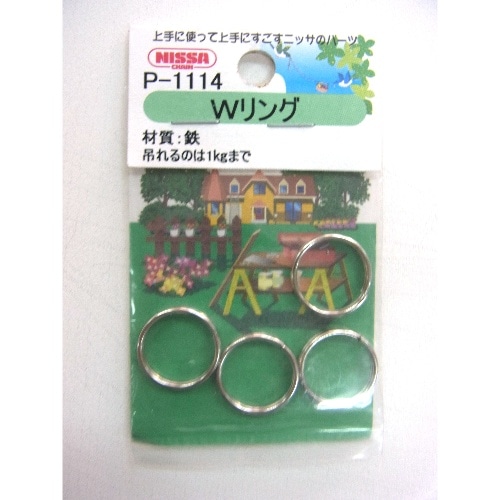 上手に使って上手にすごすニッサのパーツ
NISSA
CHAIN
P-1114
Wリング
材質:鉄
吊れるのは1kgまで